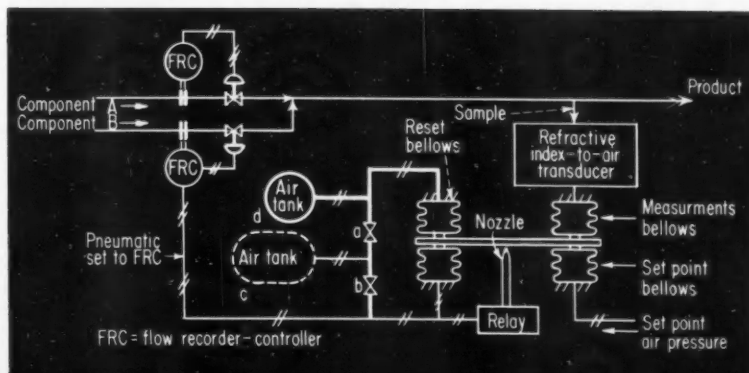 FRC
Component A
Component B
FRC
Pneumatic
set to FRC
FRC = flow recorder-controller
Air
tank
d
Air tank
c
a
b
Reset
bellows
Nozzle
Relay
Sample
Product
Refractive
index-to-air
transducer
Measurments
bellows
Set point
bellows
Set point
air pressure